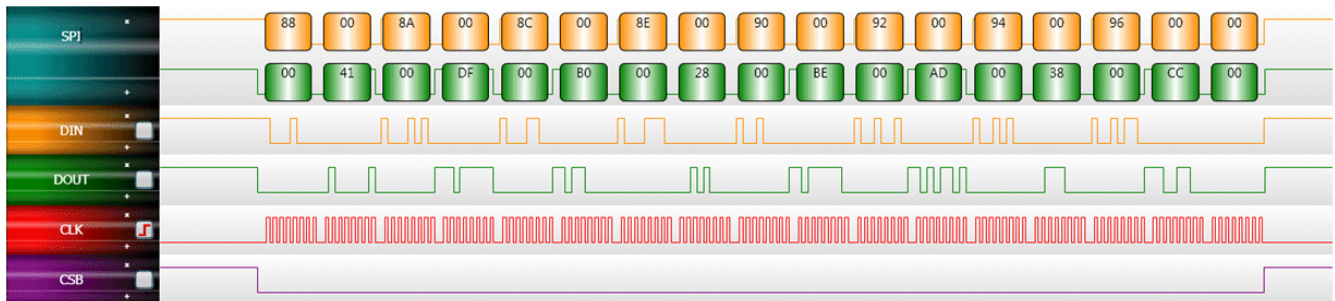 SPI 88 00 8A 00 8C 00 8E 00 90 00 92 00 94 00 96 00 00
00 41 00 DF 00 B0 00 28 00 BE 00 AD 00 38 00 CC 00
DIN
DOUT
CLK
CSB